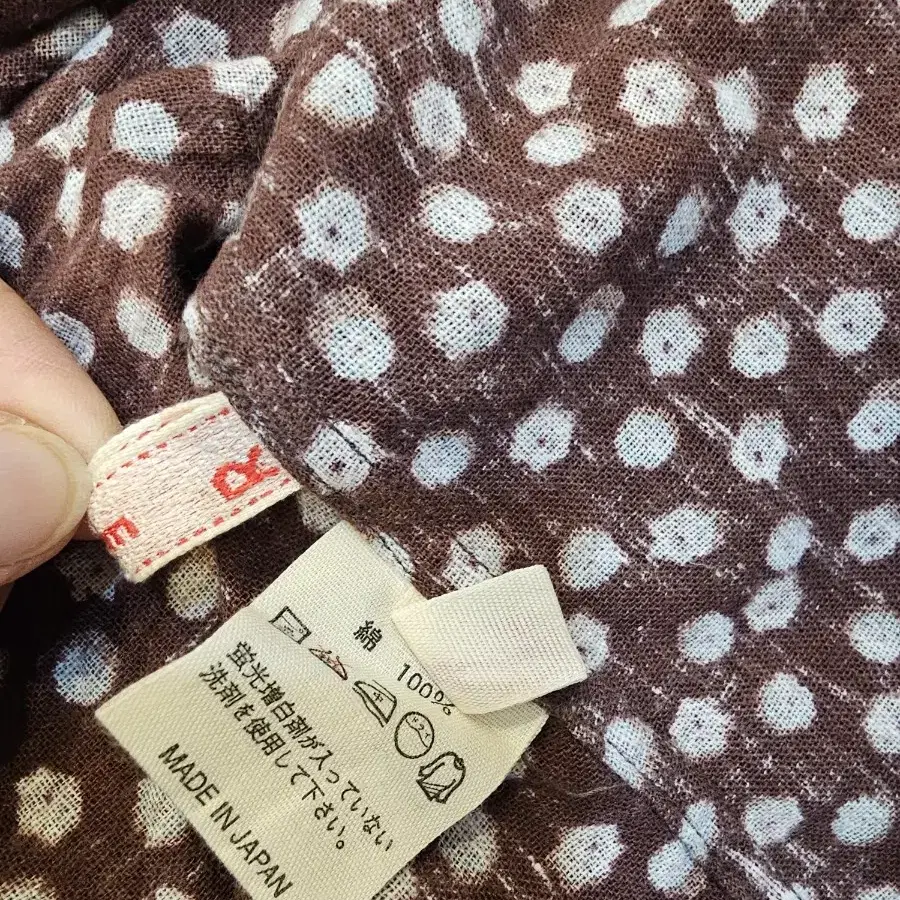 R
E
綿 100%
蛍光増白剤が入っていない
洗剤を使用して下さい。
MADE IN JAPAN